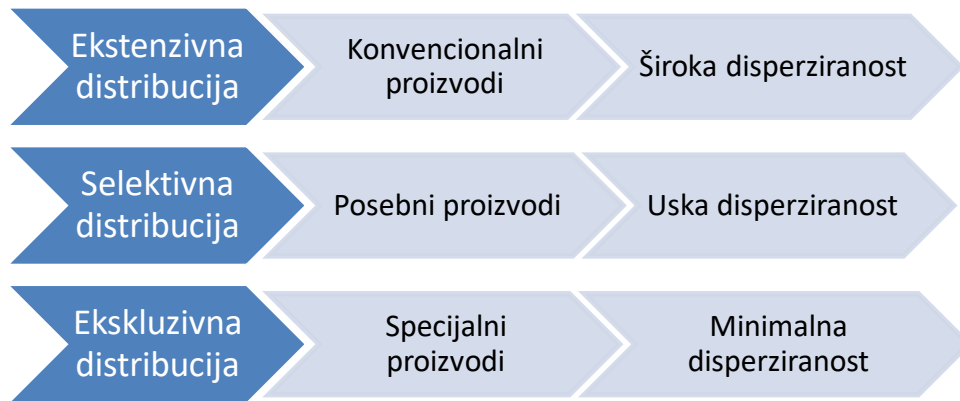 Ekstenzivna
distribucija
Konvencionalni
proizvodi
Široka disperziranost
Selektivna
distribucija
Posebni proizvodi
Uska disperziranost
Ekskluzivna
distribucija
Specijalni
proizvodi
Minimalna
disperziranost